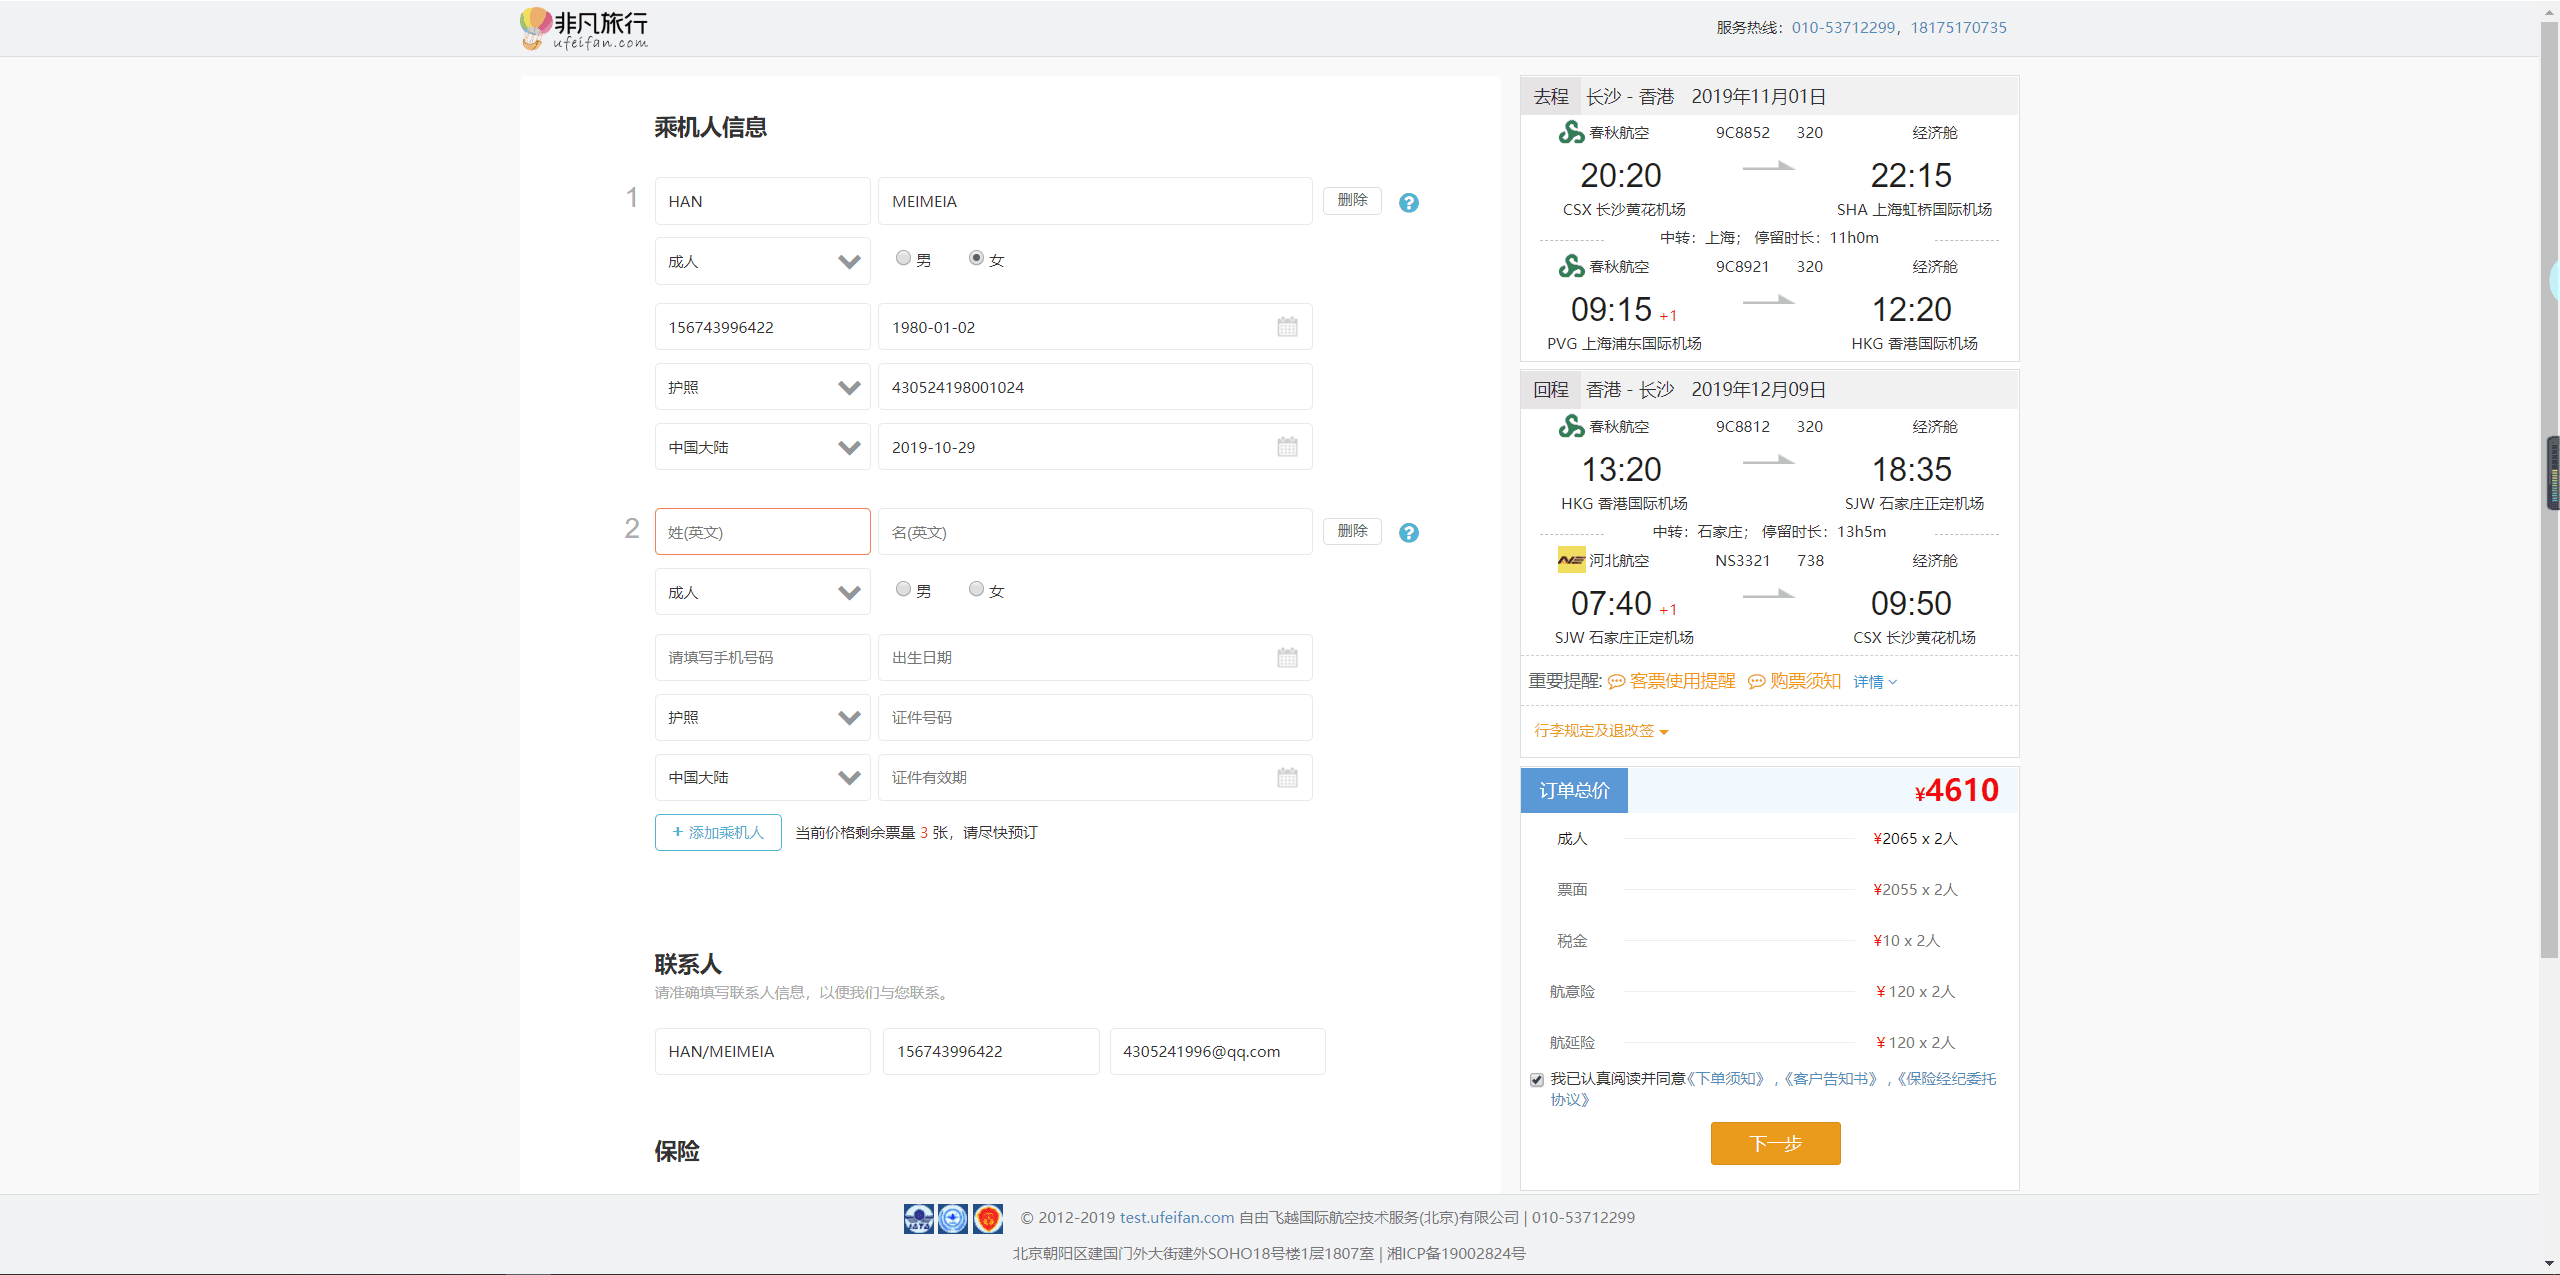 非凡旅行
ufeifan.com
服务热线：010-53712299，18175170735
乘机人信息
1
HAN
MEIMEIA
删除
?
成人
男
女
156743996422
1980-01-02
护照
430524198001024
中国大陆
2019-10-29
2
姓(英文)
名(英文)
删除
?
成人
男
女
请填写手机号码
出生日期
护照
证件号码
中国大陆
证件有效期
+ 添加乘机人
当前价格剩余票量 3 张，请尽快预订
联系人
请准确填写联系人信息，以便我们与您联系。
HAN/MEIMEIA
156743996422
4305241996@qq.com
保险
去程 长沙 - 香港 2019年11月01日
春秋航空 9C8852 320 经济舱
20:20 22:15
CSX 长沙黄花机场 SHA 上海虹桥国际机场
中转：上海； 停留时长：11h0m
春秋航空 9C8921 320 经济舱
09:15 +1 12:20
PVG 上海浦东国际机场 HKG 香港国际机场
回程 香港 - 长沙 2019年12月09日
春秋航空 9C8812 320 经济舱
13:20 18:35
HKG 香港国际机场 SJW 石家庄正定机场
中转：石家庄； 停留时长：13h5m
河北航空 NS3321 738 经济舱
07:40 +1 09:50
SJW 石家庄正定机场 CSX 长沙黄花机场
重要提醒: 客票使用提醒 购票须知 详情
行李规定及退改签
订单总价 ¥4610
成人 ¥2065 x 2人
票面 ¥2055 x 2人
税金 ¥10 x 2人
航意险 ¥ 120 x 2人
航延险 ¥ 120 x 2人
我已认真阅读并同意《下单须知》,《客户告知书》,《保险经纪委托
协议》
下一步
© 2012-2019 test.ufeifan.com 自由飞越国际航空技术服务(北京)有限公司 | 010-53712299
北京朝阳区建国门外大街建外SOHO18号楼1层1807室 | 湘ICP备19002824号